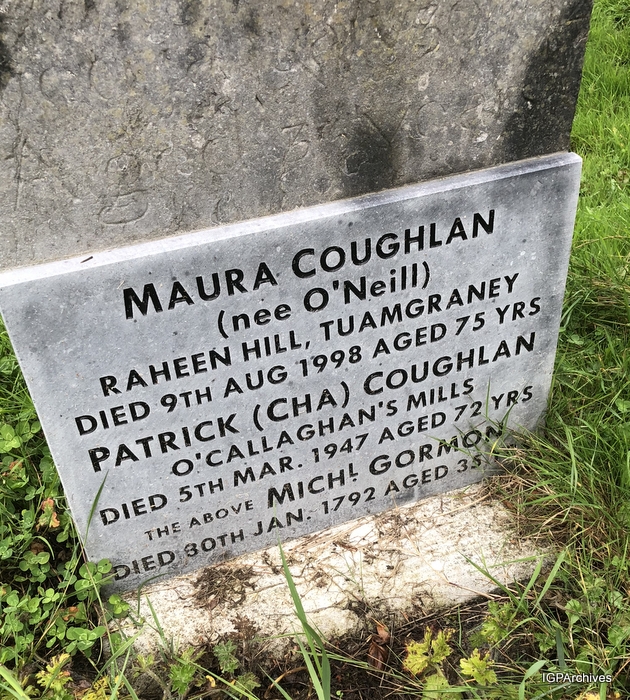 MAURA COUGHLAN
(nee O'Neill)
RAHEEN HILL, TUAMGRANEY
DIED 9TH AUG 1998 AGED 75 YRS
PATRICK (CHA) COUGHLAN
O'CALLAGHAN'S MILLS
DIED 5TH MAR. 1947 AGED 72 YRS
THE ABOVE MICHL. GORMON
DIED 30TH JAN. 1792 AGED 35
IGPArchives